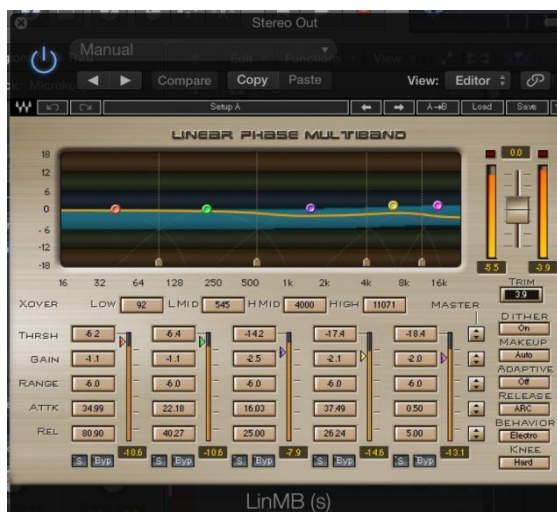 Stereo Out
Manual
Compare Copy Paste View: Editor
Setup A A→B Load Save
LINEAR PHASE MULTIBAND
18
12
6
0
-6
-12
-18
16 32 64 128 250 500 1k 2k 4k 8k 16k
0.0
-5.5 -3.9
TRIM
3.9
XOVER LOW 92 LMID 545 HMID 4000 HIGH 11071 MASTER
THRSH -6.2 -6.4 -14.2 -17.4 -18.4
GAIN -1.1 -1.1 -2.5 -2.1 -2.0
RANGE -6.0 -6.0 -6.0 -6.0 -6.0
ATTK 34.99 22.18 16.03 37.49 0.50
REL 80.90 40.27 25.00 26.24 5.00
-10.6 -10.6 -7.9 -14.6 -13.1
S Byp S Byp S Byp S Byp S Byp
DITHER
On
MAKEUP
Auto
ADAPTIVE
Off
RELEASE
ARC
BEHAVIOR
Electro
KNEE
Hard
LinMB (s)